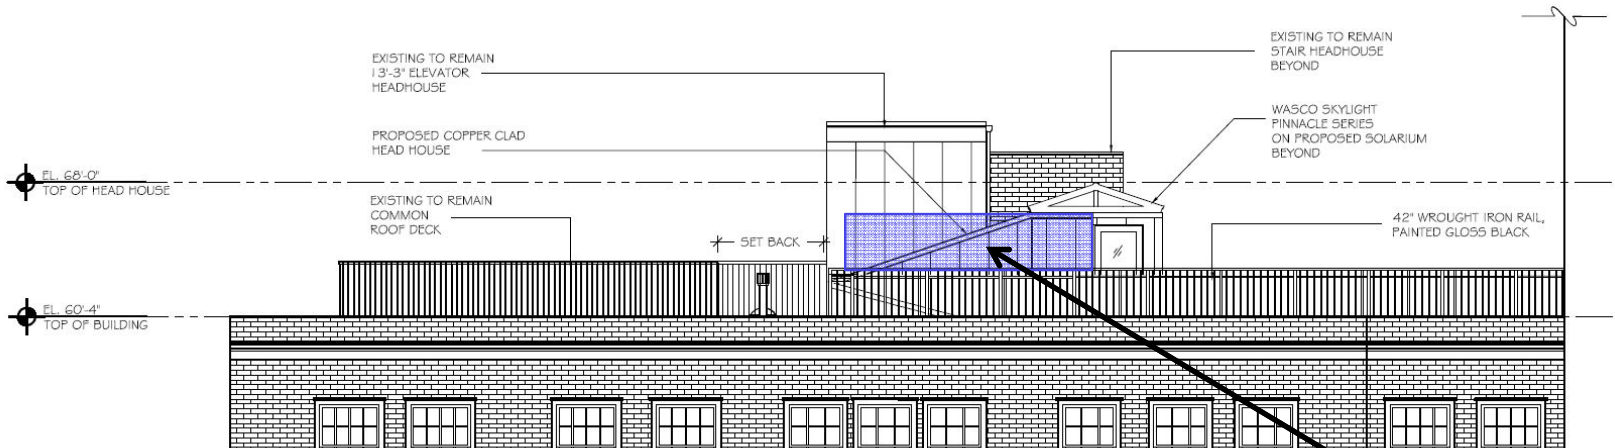 EXISTING TO REMAIN
13'-3" ELEVATOR
HEADHOUSE
PROPOSED COPPER CLAD
HEAD HOUSE
EL. 68'-0"
TOP OF HEAD HOUSE
EXISTING TO REMAIN
COMMON
ROOF DECK
SET BACK
EL. 60'-4"
TOP OF BUILDING
EXISTING TO REMAIN
STAIR HEADHOUSE
BEYOND
WASCO SKYLIGHT
PINNACLE SERIES
ON PROPOSED SOLARIUM
BEYOND
42" WROUGHT IRON RAIL,
PAINTED GLOSS BLACK